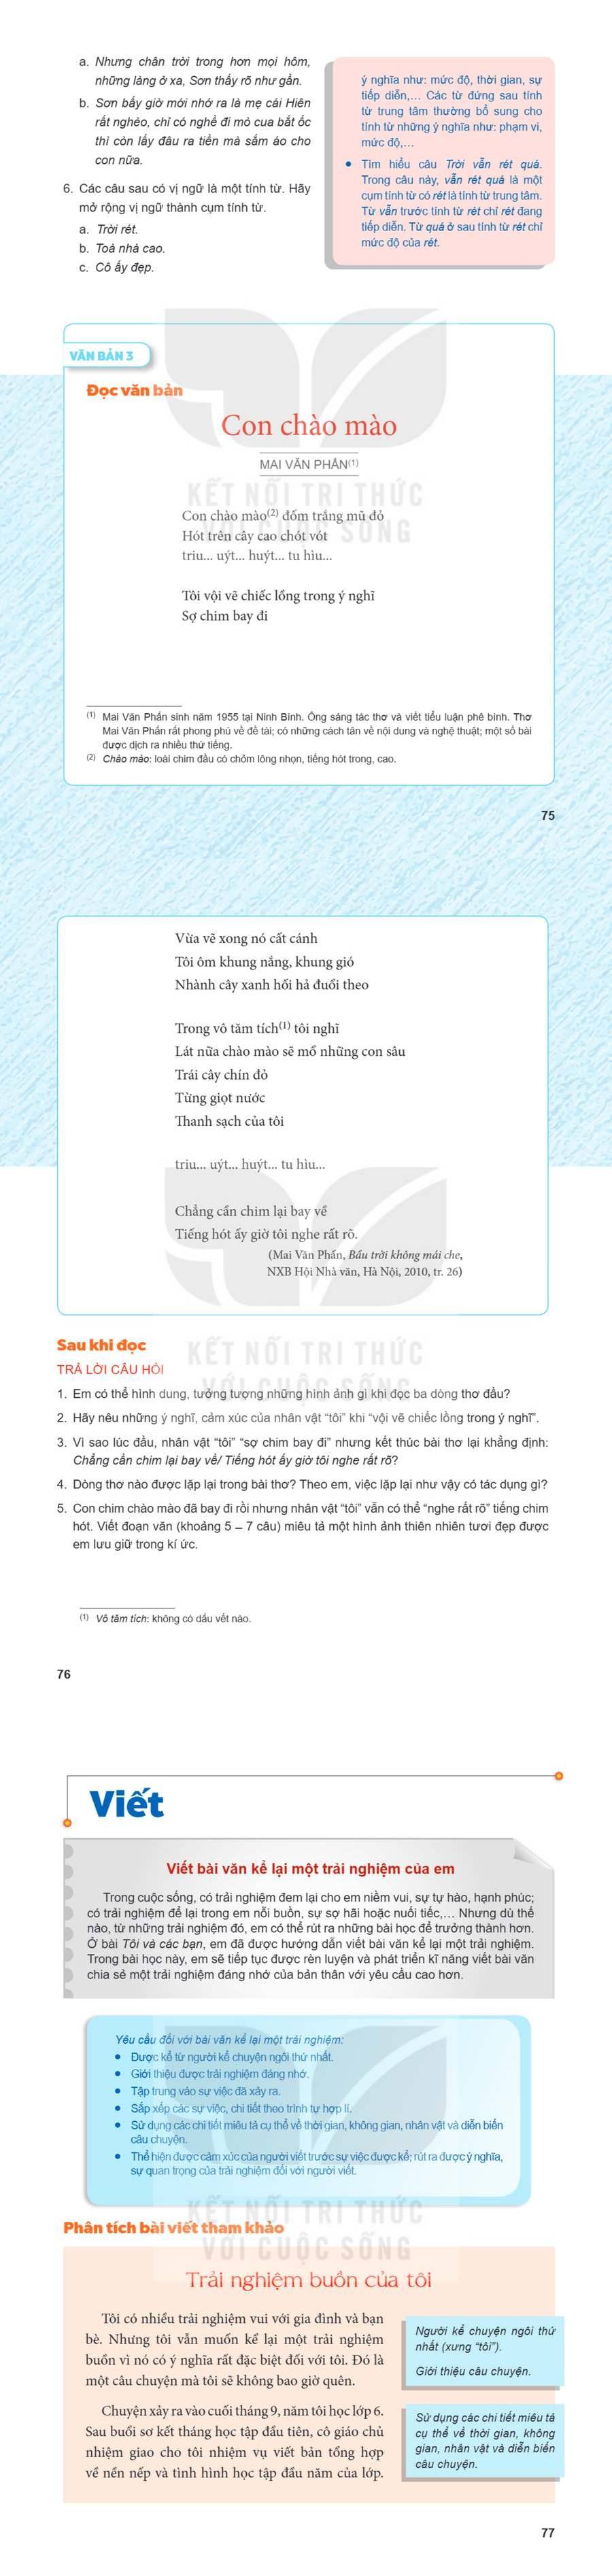 a. Nhưng chân trời trong hơn mọi hôm,
những làng ở xa, Sơn thấy rõ như gần.
b. Sơn bấy giờ mới nhớ ra là mẹ cái Hiên
rất nghèo, chỉ có nghề đi mò cua bắt ốc
thì còn lấy đâu ra tiền mà sắm áo cho
con nữa.
6. Các câu sau có vị ngữ là một tính từ. Hãy
mở rộng vị ngữ thành cụm tính từ.
a. Trời rét.
b. Toà nhà cao.
c. Cô ấy đẹp.
ý nghĩa như: mức độ, thời gian, sự
tiếp diễn,... Các từ đứng sau tính
từ trung tâm thường bổ sung cho
tính từ những ý nghĩa như: phạm vi,
mức độ,...
• Tìm hiểu câu Trời vẫn rét quá.
Trong câu này, vẫn rét quá là một
cụm tính từ có rét là tính từ trung tâm.
Từ vẫn trước tính từ rét chỉ rét đang
tiếp diễn. Từ quá ở sau tính từ rét chỉ
mức độ của rét.
VĂN BẢN 3
Đọc văn bản
Con chào mào
MAI VĂN PHẤN(1)
KẾT NỐI TRI THỨC
VỚI CUỘC SỐNG
Con chào mào(2) đốm trắng mũ đỏ
Hót trên cây cao chót vót
triu... uýt... huýt... tu hìu...
Tôi vội vẽ chiếc lồng trong ý nghĩ
Sợ chim bay đi
(1) Mai Văn Phấn sinh năm 1955 tại Ninh Bình. Ông sáng tác thơ và viết tiểu luận phê bình. Thơ
Mai Văn Phấn rất phong phú về đề tài; có những cách tân về nội dung và nghệ thuật; một số bài
được dịch ra nhiều thứ tiếng.
(2) Chào mào: loài chim đầu có chỏm lông nhọn, tiếng hót trong, cao.
75
Vừa vẽ xong nó cất cánh
Tôi ôm khung nắng, khung gió
Nhành cây xanh hối hả đuổi theo
Trong vô tăm tích(1) tôi nghĩ
Lát nữa chào mào sẽ mổ những con sâu
Trái cây chín đỏ
Từng giọt nước
Thanh sạch của tôi
triu... uýt... huýt... tu hìu...
Chẳng cần chim lại bay về
Tiếng hót ấy giờ tôi nghe rất rõ.
(Mai Văn Phấn, Bầu trời không mái che,
NXB Hội Nhà văn, Hà Nội, 2010, tr. 26)
Sau khi đọc
KẾT NỐI TRI THỨC
VỚI CUỘC SỐNG
TRẢ LỜI CÂU HỎI
1. Em có thể hình dung, tưởng tượng những hình ảnh gì khi đọc ba dòng thơ đầu?
2. Hãy nêu những ý nghĩ, cảm xúc của nhân vật “tôi” khi “vội vẽ chiếc lồng trong ý nghĩ”.
3. Vì sao lúc đầu, nhân vật “tôi” “sợ chim bay đi” nhưng kết thúc bài thơ lại khẳng định:
Chẳng cần chim lại bay về/ Tiếng hót ấy giờ tôi nghe rất rõ?
4. Dòng thơ nào được lặp lại trong bài thơ? Theo em, việc lặp lại như vậy có tác dụng gì?
5. Con chim chào mào đã bay đi rồi nhưng nhân vật “tôi” vẫn có thể “nghe rất rõ” tiếng chim
hót. Viết đoạn văn (khoảng 5 – 7 câu) miêu tả một hình ảnh thiên nhiên tươi đẹp được
em lưu giữ trong kí ức.
(1) Vô tăm tích: không có dấu vết nào.
76
Viết
Viết bài văn kể lại một trải nghiệm của em
Trong cuộc sống, có trải nghiệm đem lại cho em niềm vui, sự tự hào, hạnh phúc;
có trải nghiệm để lại trong em nỗi buồn, sự sợ hãi hoặc nuối tiếc,... Nhưng dù thế
nào, từ những trải nghiệm đó, em có thể rút ra những bài học để trưởng thành hơn.
Ở bài Tôi và các bạn, em đã được hướng dẫn viết bài văn kể lại một trải nghiệm.
Trong bài học này, em sẽ tiếp tục được rèn luyện và phát triển kĩ năng viết bài văn
chia sẻ một trải nghiệm đáng nhớ của bản thân với yêu cầu cao hơn.
Yêu cầu đối với bài văn kể lại một trải nghiệm:
• Được kể từ người kể chuyện ngôi thứ nhất.
• Giới thiệu được trải nghiệm đáng nhớ.
• Tập trung vào sự việc đã xảy ra.
• Sắp xếp các sự việc, chi tiết theo trình tự hợp lí.
• Sử dụng các chi tiết miêu tả cụ thể về thời gian, không gian, nhân vật và diễn biến
câu chuyện.
• Thể hiện được cảm xúc của người viết trước sự việc được kể; rút ra được ý nghĩa,
sự quan trọng của trải nghiệm đối với người viết.
KẾT NỐI TRI THỨC
VỚI CUỘC SỐNG
Phân tích bài viết tham khảo
Trải nghiệm buồn của tôi
Tôi có nhiều trải nghiệm vui với gia đình và bạn
bè. Nhưng tôi vẫn muốn kể lại một trải nghiệm
buồn vì nó có ý nghĩa rất đặc biệt đối với tôi. Đó là
một câu chuyện mà tôi sẽ không bao giờ quên.
Người kể chuyện ngôi thứ
nhất (xưng “tôi”).
Giới thiệu câu chuyện.
Chuyện xảy ra vào cuối tháng 9, năm tôi học lớp 6.
Sau buổi sơ kết tháng học tập đầu tiên, cô giáo chủ
nhiệm giao cho tôi nhiệm vụ viết bản tổng hợp
về nền nếp và tình hình học tập đầu năm của lớp.
Sử dụng các chi tiết miêu tả
cụ thể về thời gian, không
gian, nhân vật và diễn biến
câu chuyện.
77